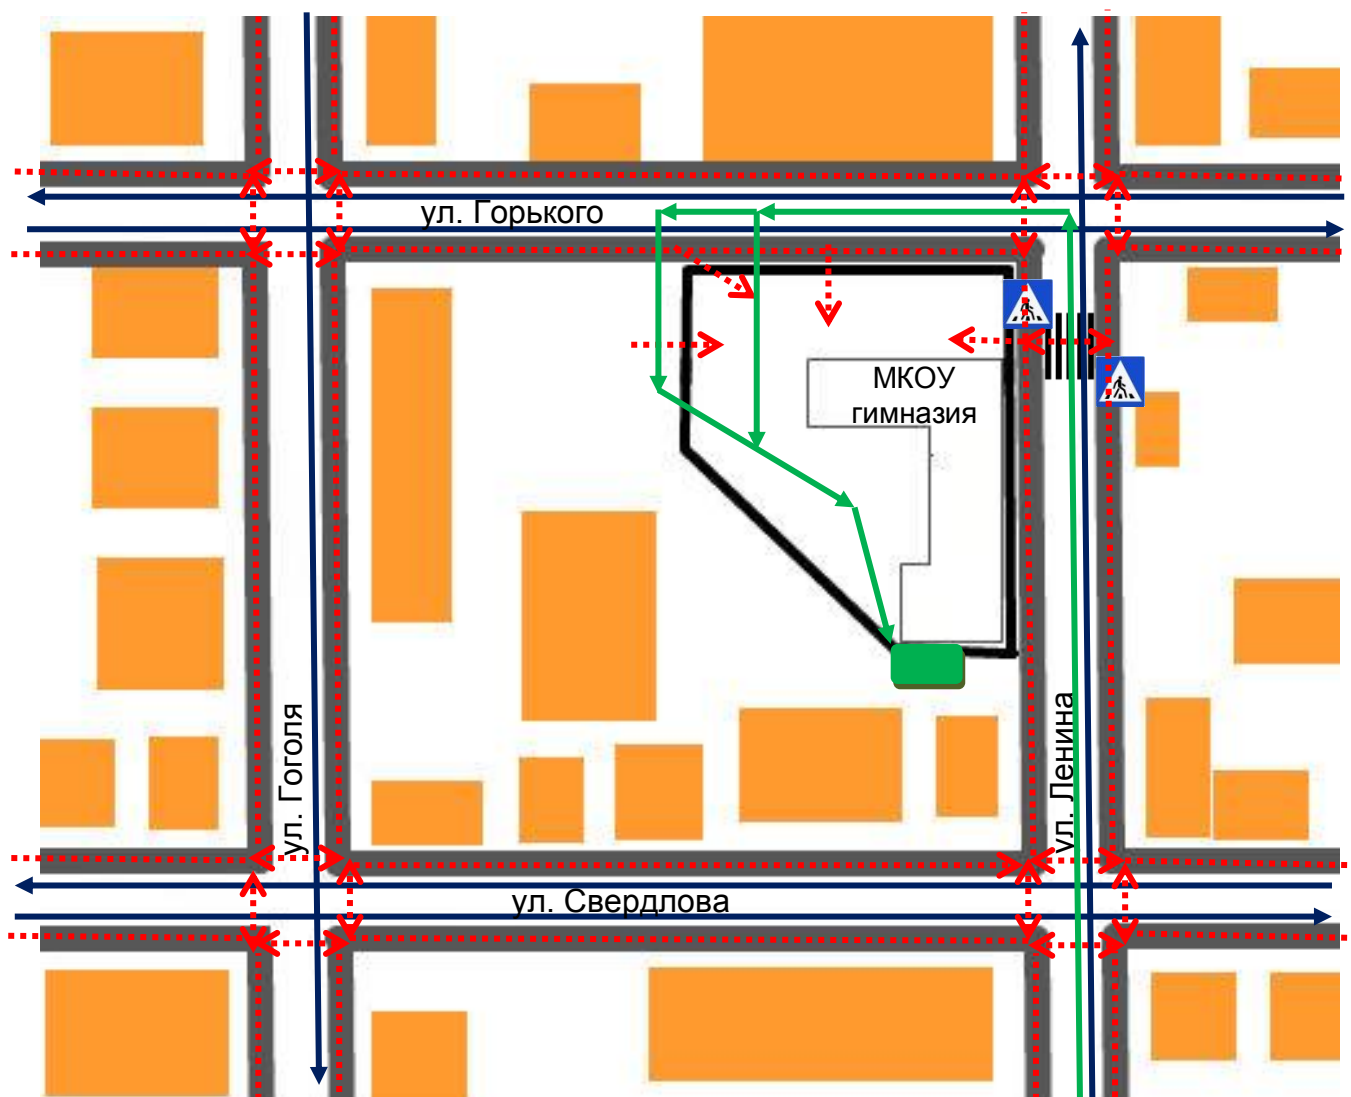 ул. Горького
МКОУ
гимназия
ул. Гоголя
ул. Ленина
ул. Свердлова